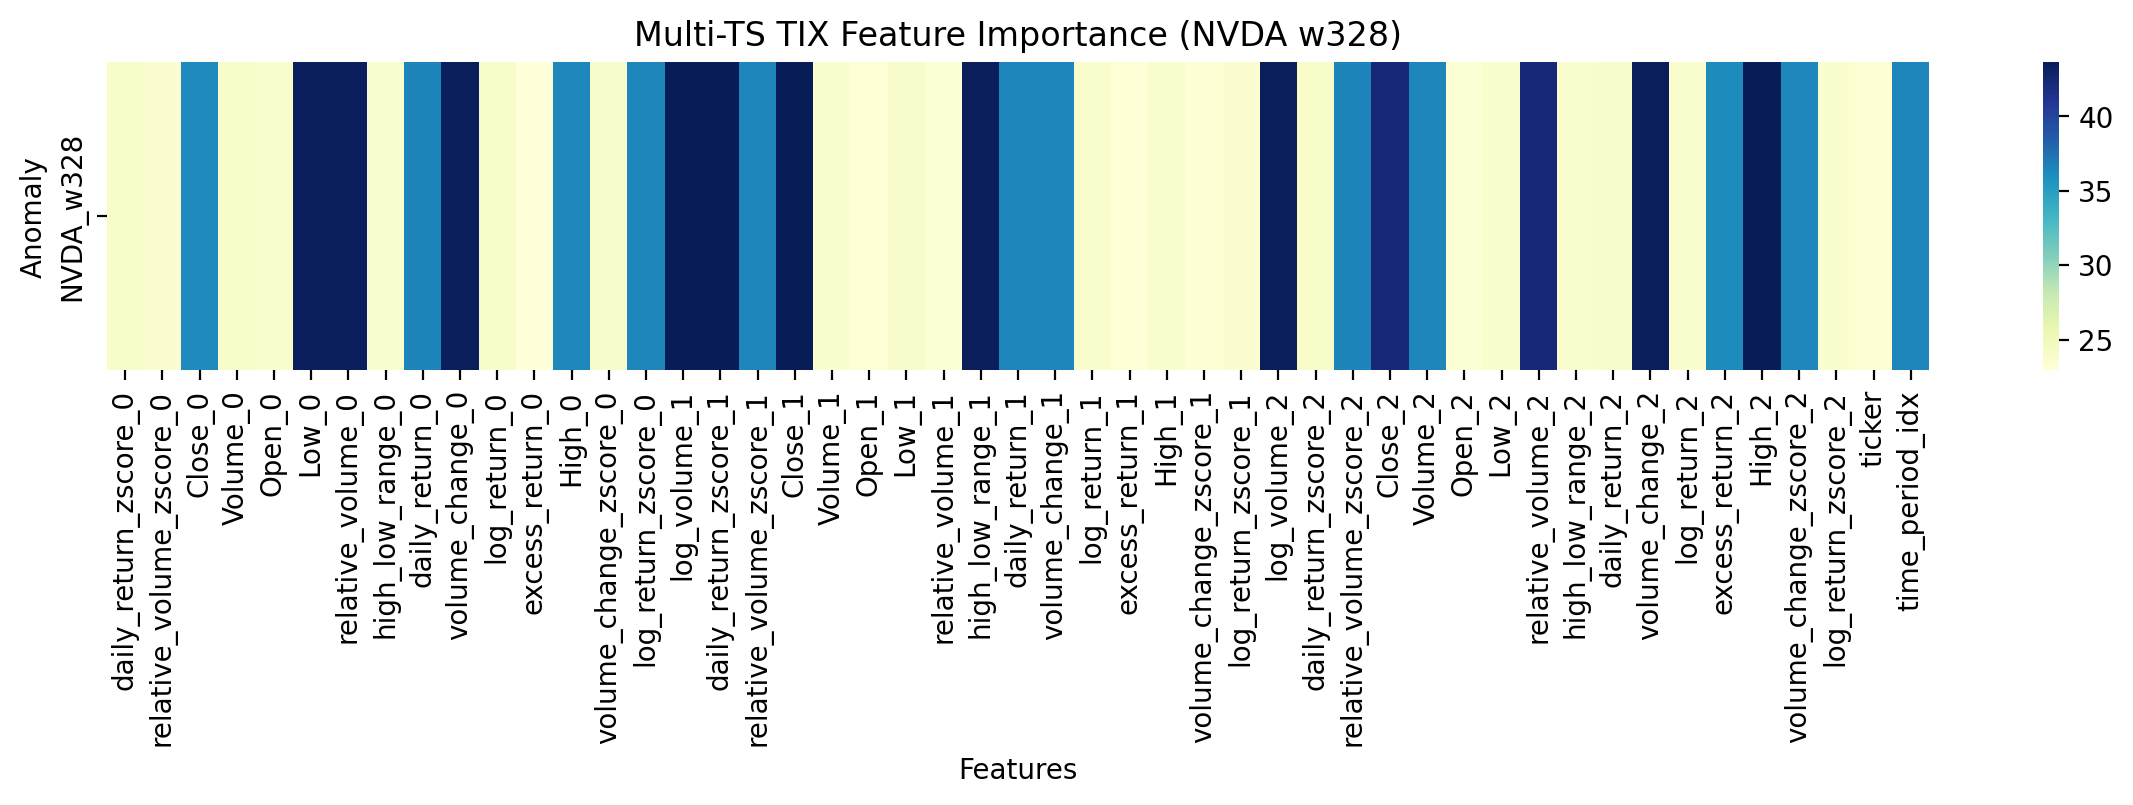 Multi-TS TIX Feature Importance (NVDA w328)
Anomaly
NVDA_w328
40
35
30
25
daily_return_zscore_0
relative_volume_zscore_0
Close_0
Volume_0
Open_0
Low_0
relative_volume_0
high_low_range_0
daily_return_0
volume_change_0
log_return_0
excess_return_0
High_0
volume_change_zscore_0
log_return_zscore_0
log_volume_1
daily_return_zscore_1
relative_volume_zscore_1
Close_1
Volume_1
Open_1
Low_1
relative_volume_1
high_low_range_1
daily_return_1
volume_change_1
log_return_1
excess_return_1
High_1
volume_change_zscore_1
log_return_zscore_1
log_volume_2
daily_return_zscore_2
relative_volume_zscore_2
Close_2
Volume_2
Open_2
Low_2
relative_volume_2
high_low_range_2
daily_return_2
volume_change_2
log_return_2
excess_return_2
High_2
volume_change_zscore_2
log_return_zscore_2
ticker
time_period_idx
Features